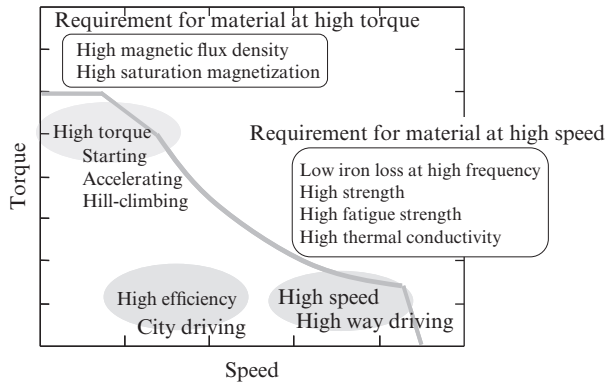 Requirement for material at high torque
High magnetic flux density
High saturation magnetization
High torque
Starting
Accelerating
Hill-climbing
Requirement for material at high speed
Low iron loss at high frequency
High strength
High fatigue strength
High thermal conductivity
High efficiency
City driving
High speed
High way driving
Torque
Speed